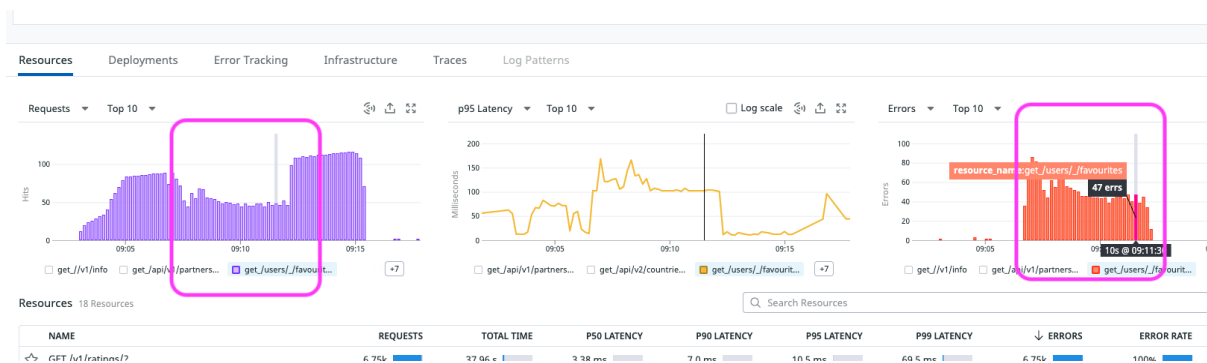 Resources Deployments Error Tracking Infrastructure Traces Log Patterns
Requests Top 10
100
50
0
Hits
09:05 09:10 09:15
get_//v1/info get_/api/v1/partners... get_/users/_/favourit... +7
p95 Latency Top 10 Log scale
200
150
100
50
0
Milliseconds
09:05 09:10 09:15
get_/api/v1/partners... get_/api/v2/countrie... get_/users/_/favourit... +7
Errors Top 10
100
80
60
40
20
0
Errors
resource_name:get_/users/_/favourites
47 errs
09:05
10s @ 09:11:30
get_//v1/info get_/api/v1/partners... get_/users/_/favourit...
Resources 18 Resources
Search Resources
NAME REQUESTS TOTAL TIME P50 LATENCY P90 LATENCY P95 LATENCY P99 LATENCY ↓ ERRORS ERROR RATE
GET /v1/ratings/? 6.75k 37.96 s 3.38 ms 7.0 ms 10.5 ms 69.5 ms 6.75k 100%